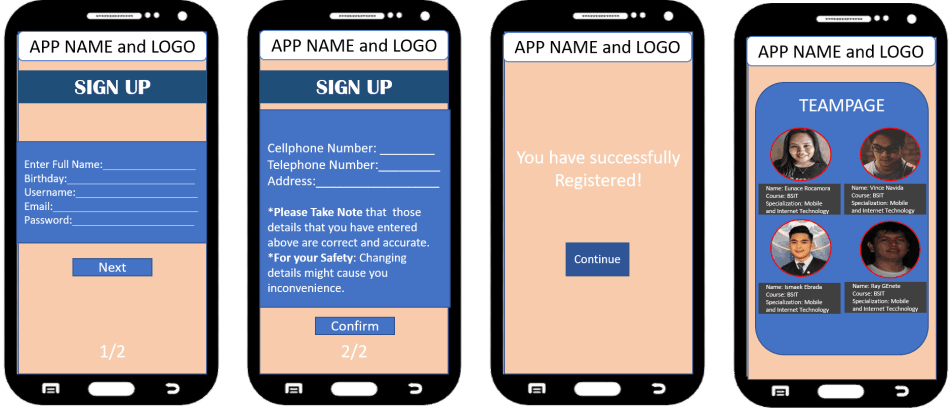 APP NAME and LOGO
SIGN UP
Enter Full Name:________________
Birthday:______________________
Username:____________________
Email:________________________
Password:_____________________
Next
1/2
APP NAME and LOGO
SIGN UP
Cellphone Number: ________
Telephone Number:_________
Address:__________________
*Please Take Note that those
details that you have entered
above are correct and accurate.
*For your Safety: Changing
details might cause you
inconvenience.
Confirm
2/2
APP NAME and LOGO
You have successfully
Registered!
Continue
APP NAME and LOGO
TEAMPAGE
Name: Eunace Rocamora
Course: BSIT
Specialization: Mobile
and Internet Technology
Name: Vince Navida
Course: BSIT
Specialization: Mobile
and Internet Technology
Name: Ismaek Ebrada
Course: BSIT
Specialization: Mobile
and Internet Technology
Name: Ray GEnete
Course: BSIT
Specialization: Mobile
and Internet Tecchnology